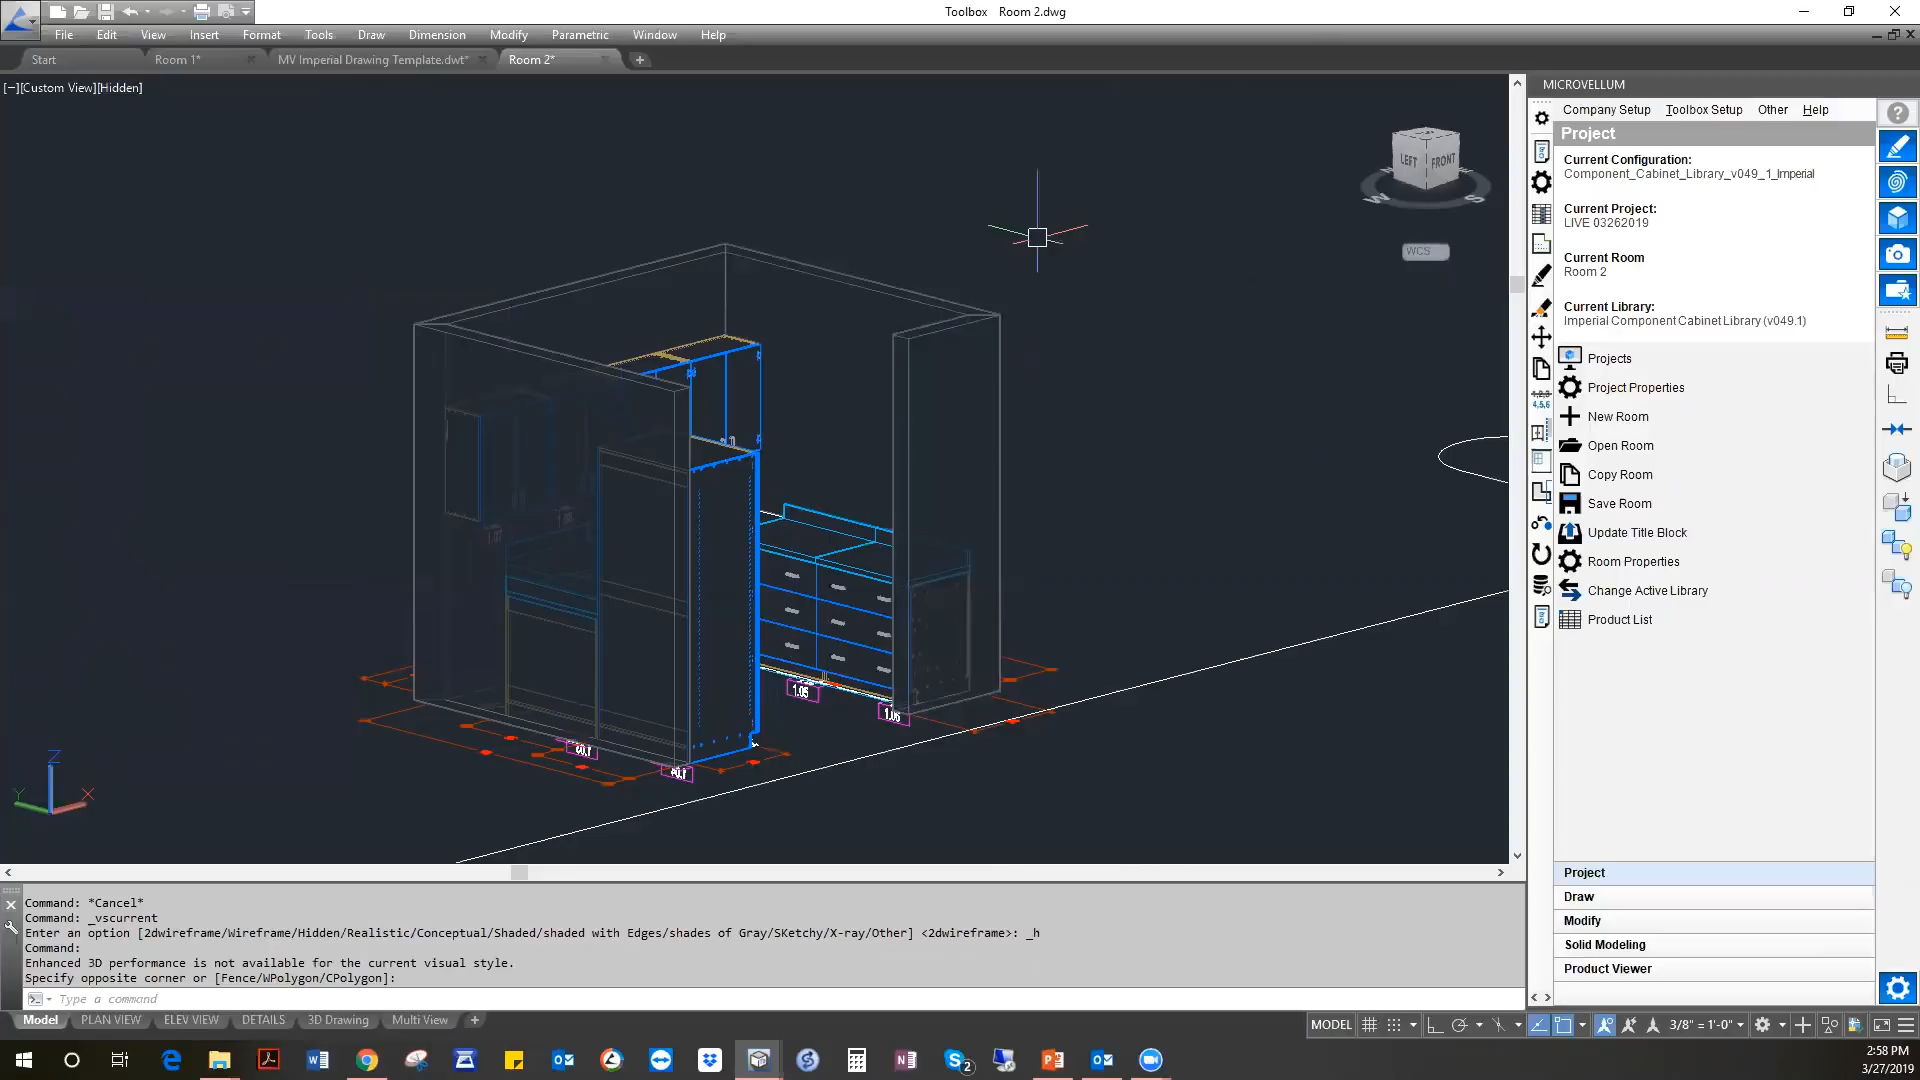 Toolbox Room 2.dwg
File Edit View Insert Format Tools Draw Dimension Modify Parametric Window Help
Start Room 1* MV Imperial Drawing Template.dwt* Room 2*
[−][Custom View][Hidden]
LEFT FRONT
W S
WCS
1.05
1.06
Z
Y X
MICROVELLUM
Company Setup Toolbox Setup Other Help
Project
Current Configuration:
Component_Cabinet_Library_v049_1_Imperial
Current Project:
LIVE 03262019
Current Room
Room 2
Current Library:
Imperial Component Cabinet Library (v049.1)
Projects
Project Properties
New Room
Open Room
Copy Room
Save Room
Update Title Block
Room Properties
Change Active Library
Product List
Project
Draw
Modify
Solid Modeling
Product Viewer
Command: *Cancel*
Command: _vscurrent
Enter an option [2dwireframe/Wireframe/Hidden/Realistic/Conceptual/Shaded/shaded with Edges/shades of Gray/SKetchy/X-ray/Other] <2dwireframe>: _h
Command:
Enhanced 3D performance is not available for the current visual style.
Specify opposite corner or [Fence/WPolygon/CPolygon]:
Type a command
Model PLAN VIEW ELEV VIEW DETAILS 3D Drawing Multi View
MODEL 3/8" = 1'-0"
2:58 PM
3/27/2019